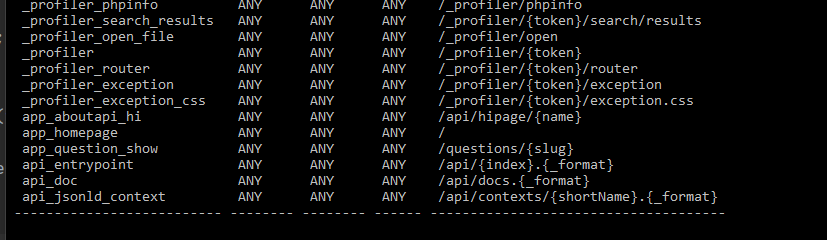 _profiler_phpinfo ANY ANY ANY /_profiler/phpinfo
_profiler_search_results ANY ANY ANY /_profiler/{token}/search/results
_profiler_open_file ANY ANY ANY /_profiler/open
_profiler ANY ANY ANY /_profiler/{token}
_profiler_router ANY ANY ANY /_profiler/{token}/router
_profiler_exception ANY ANY ANY /_profiler/{token}/exception
_profiler_exception_css ANY ANY ANY /_profiler/{token}/exception.css
app_aboutapi_hi ANY ANY ANY /api/hipage/{name}
app_homepage ANY ANY ANY /
app_question_show ANY ANY ANY /questions/{slug}
api_entrypoint ANY ANY ANY /api/{index}.{_format}
api_doc ANY ANY ANY /api/docs.{_format}
api_jsonld_context ANY ANY ANY /api/contexts/{shortName}.{_format}
-------------------------- -------- -------- ------ -------------------------------------